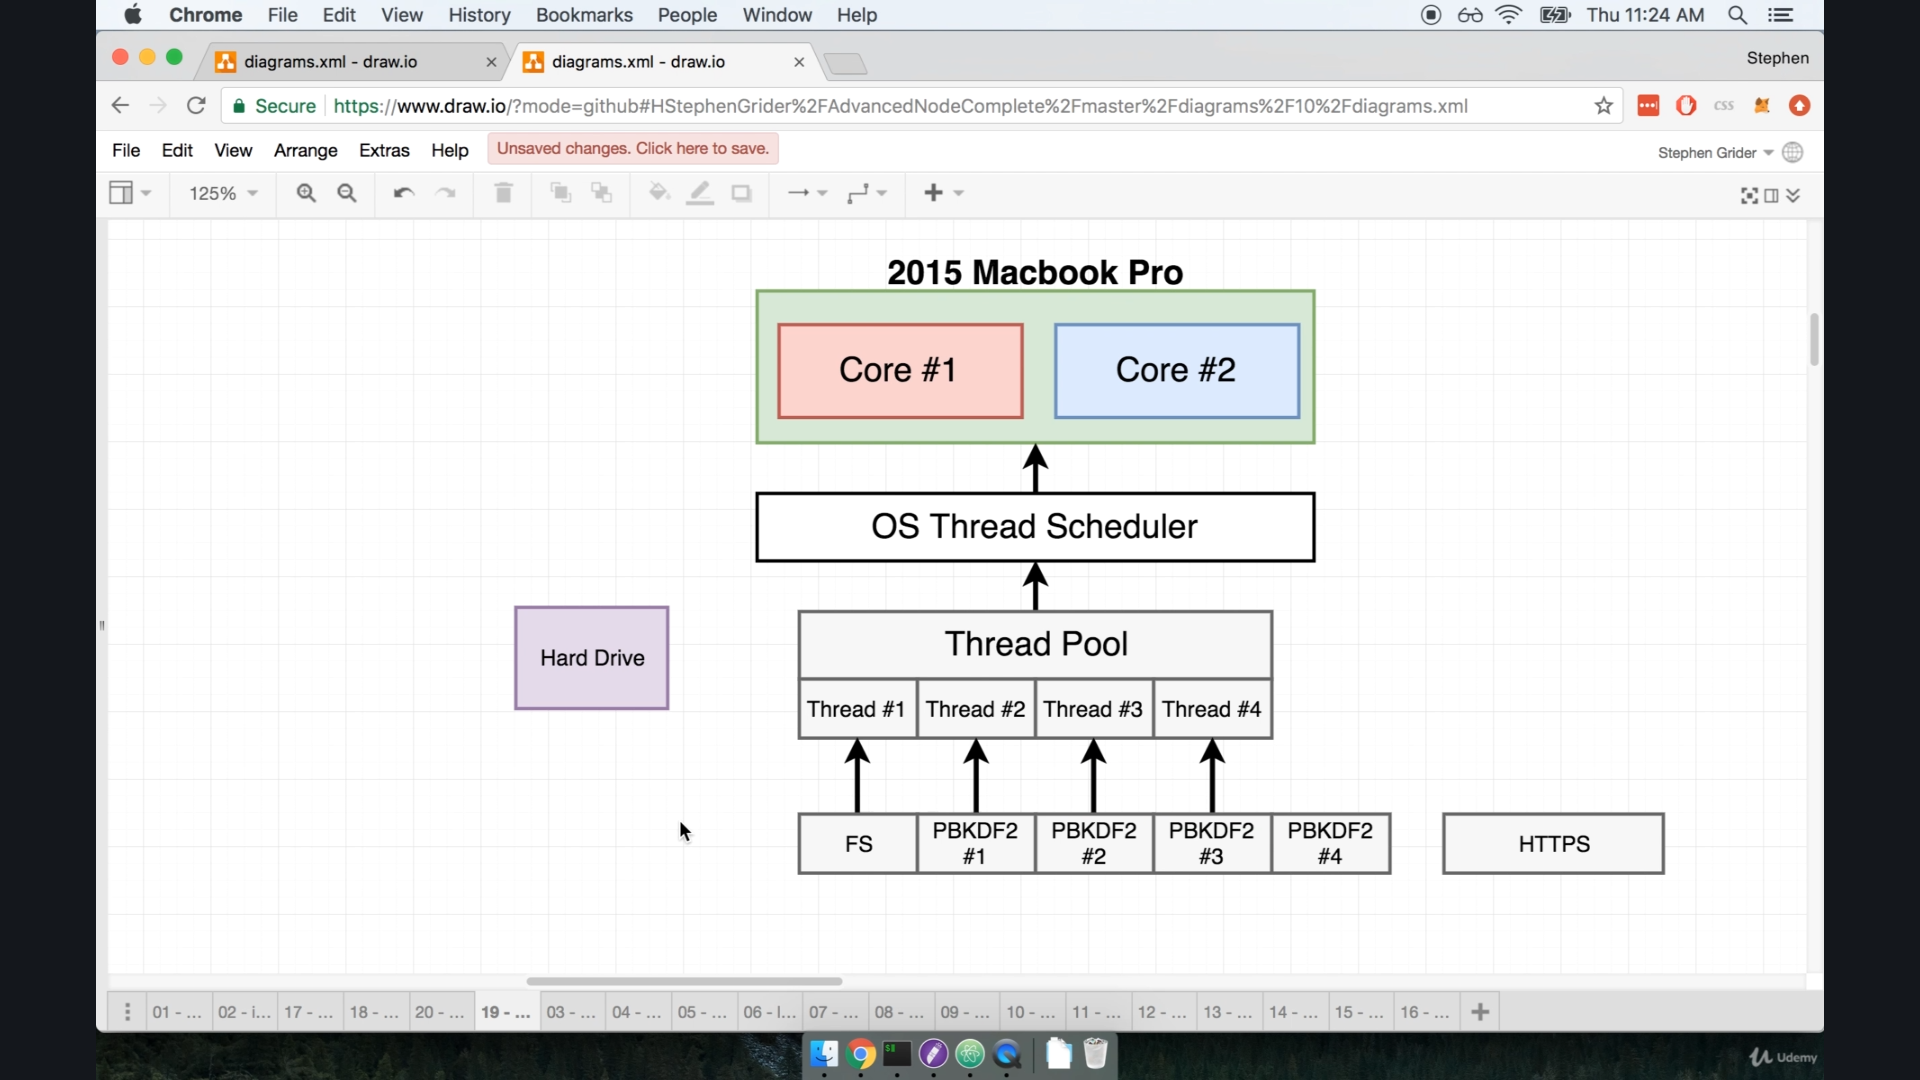 Chrome File Edit View History Bookmarks People Window Help Thu 11:24 AM
diagrams.xml - draw.io diagrams.xml - draw.io Stephen
Secure https://www.draw.io/?mode=github#HStephenGrider%2FAdvancedNodeComplete%2Fmaster%2Fdiagrams%2F10%2Fdiagrams.xml css
File Edit View Arrange Extras Help Unsaved changes. Click here to save. Stephen Grider
125%
2015 Macbook Pro
Core #1 Core #2
OS Thread Scheduler
Hard Drive
Thread Pool
Thread #1 Thread #2 Thread #3 Thread #4
FS PBKDF2 PBKDF2 PBKDF2 PBKDF2 HTTPS
#1 #2 #3 #4
01 - ... 02 - i... 17 - ... 18 - ... 20 - ... 19 - ... 03 - ... 04 - ... 05 - ... 06 - l... 07 - ... 08 - ... 09 - ... 10 - ... 11 - ... 12 - ... 13 - ... 14 - ... 15 - ... 16 - ...
Udemy